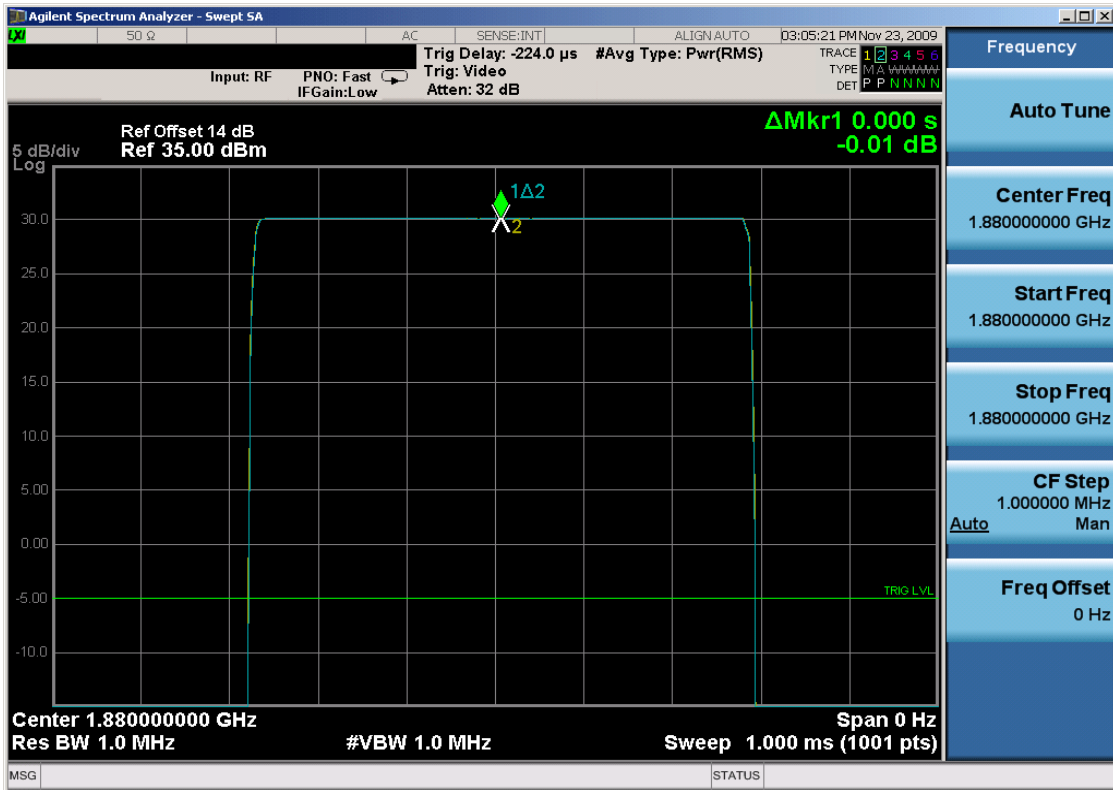 Agilent Spectrum Analyzer - Swept SA
LXI 50 Ω AC SENSE:INT ALIGN AUTO 03:05:21 PM Nov 23, 2009
Trig Delay: -224.0 µs #Avg Type: Pwr(RMS) TRACE 1 2 3 4 5 6
Input: RF PNO: Fast Trig: Video TYPE M A W W W W
IFGain:Low Atten: 32 dB DET P P N N N N
ΔMkr1 0.000 s
-0.01 dB
Ref Offset 14 dB
5 dB/div Ref 35.00 dBm
Log
1Δ2
2
30.0
25.0
20.0
15.0
10.0
5.00
0.00
-5.00
TRIG LVL
-10.0
Center 1.880000000 GHz Span 0 Hz
Res BW 1.0 MHz #VBW 1.0 MHz Sweep 1.000 ms (1001 pts)
MSG STATUS
Frequency
Auto Tune
Center Freq
1.880000000 GHz
Start Freq
1.880000000 GHz
Stop Freq
1.880000000 GHz
CF Step
1.000000 MHz
Auto Man
Freq Offset
0 Hz